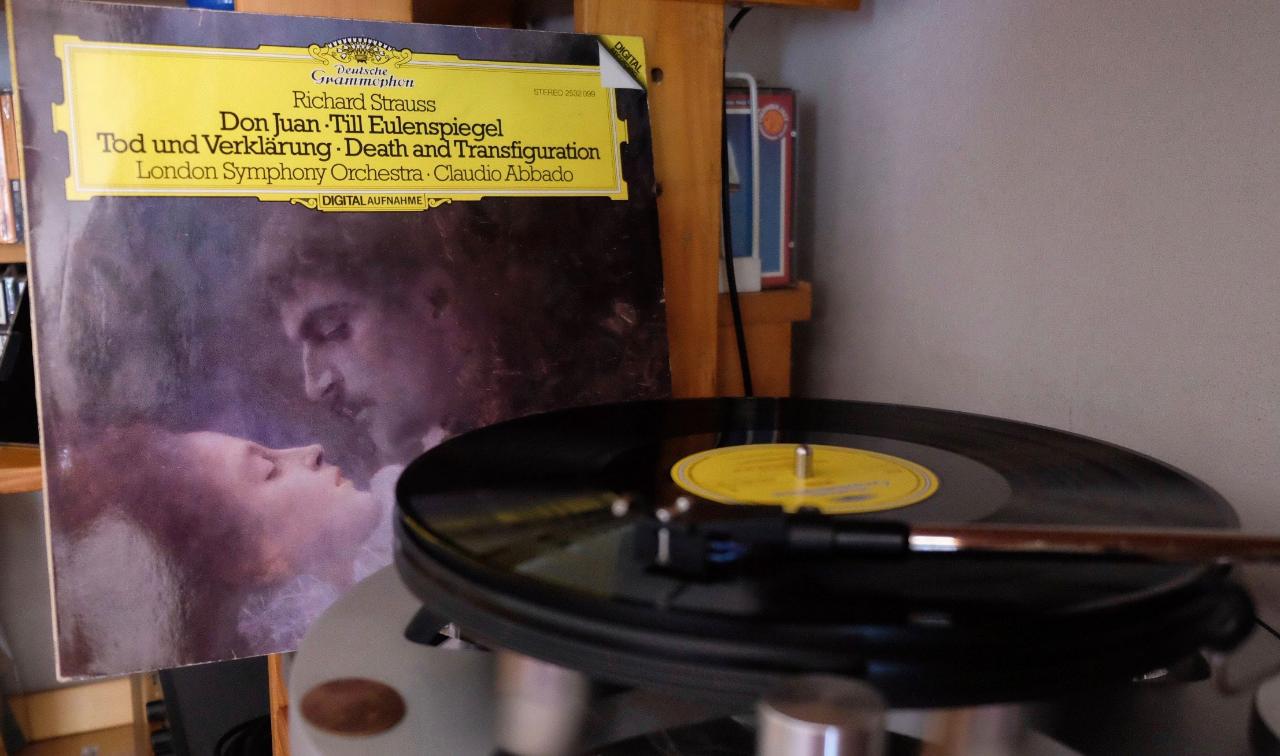 Deutsche
Grammophon
DIGITAL
STEREO 2532 099
Richard Strauss
Don Juan · Till Eulenspiegel
Tod und Verklärung · Death and Transfiguration
London Symphony Orchestra · Claudio Abbado
DIGITAL AUFNAHME